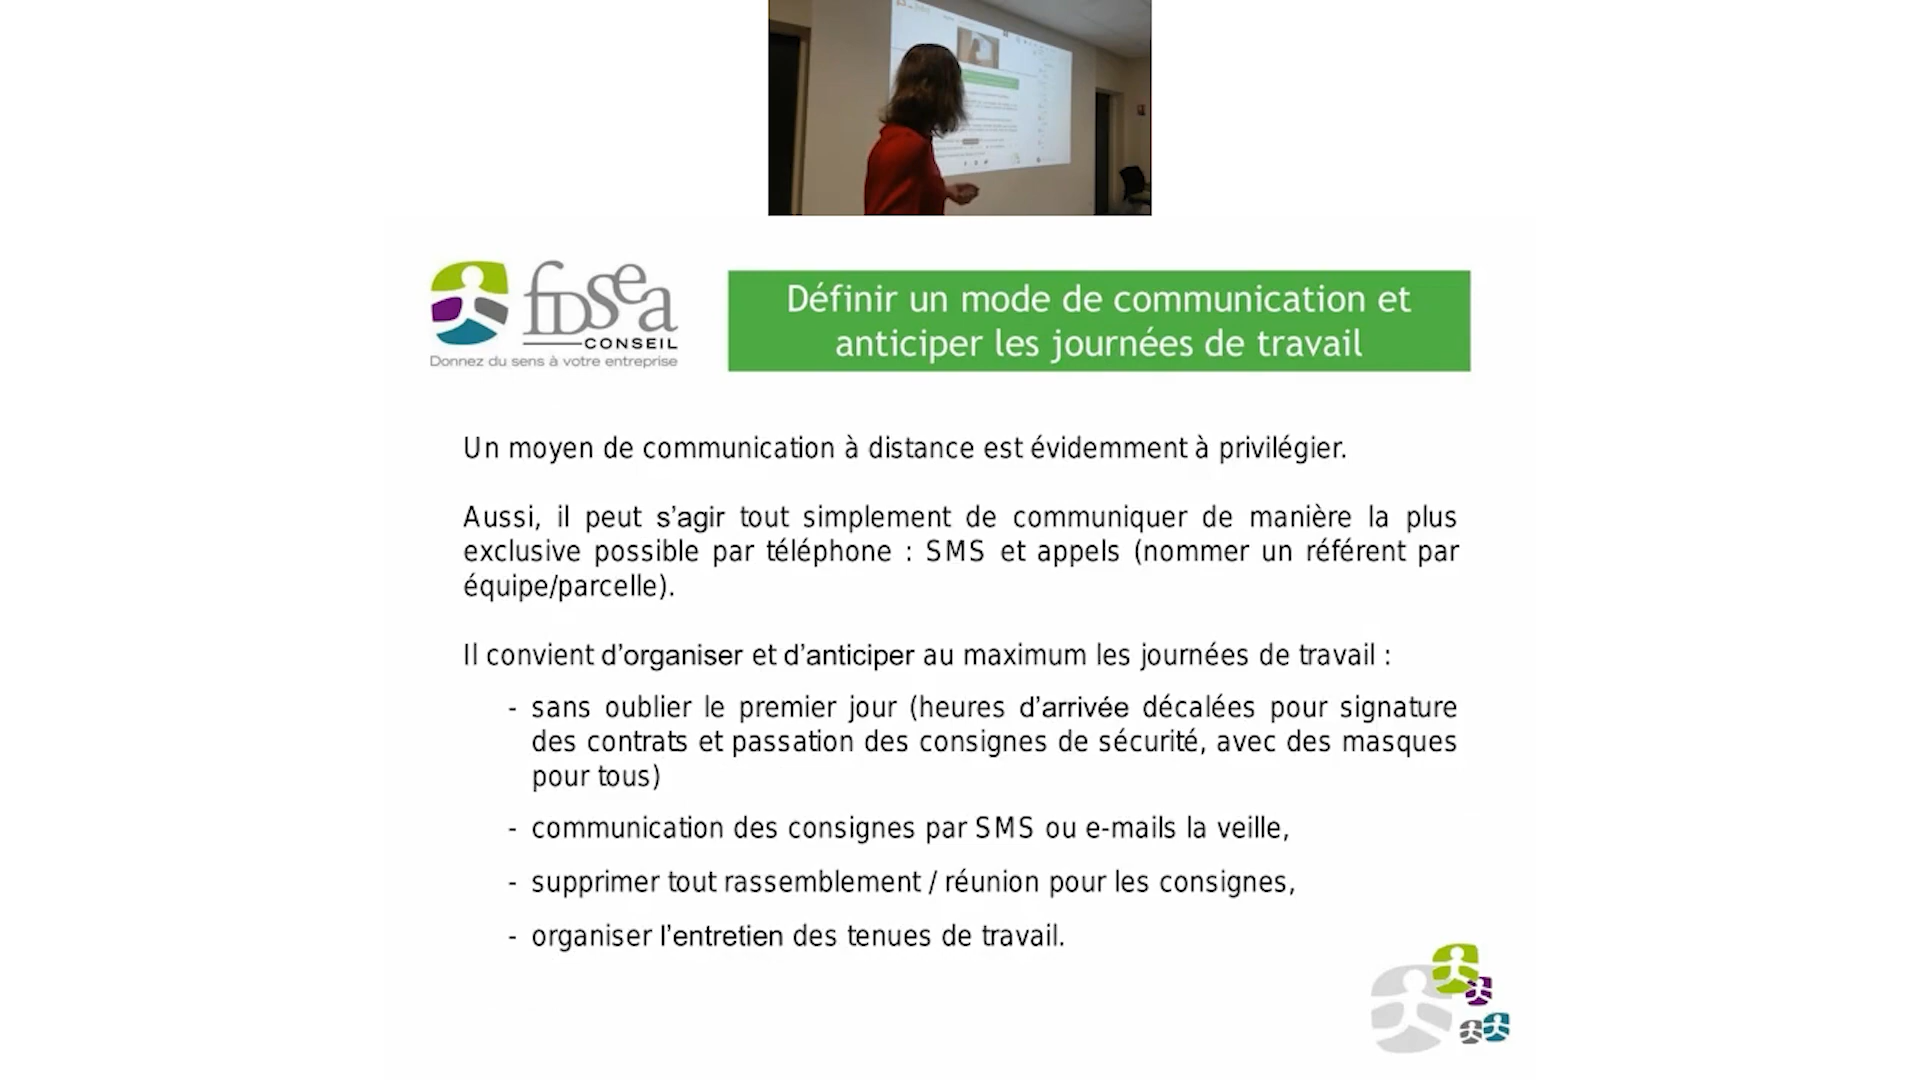 fDSea
CONSEIL
Donnez du sens à votre entreprise
Définir un mode de communication et
anticiper les journées de travail
Un moyen de communication à distance est évidemment à privilégier.
Aussi, il peut s’agir tout simplement de communiquer de manière la plus
exclusive possible par téléphone : SMS et appels (nommer un référent par
équipe/parcelle).
Il convient d’organiser et d’anticiper au maximum les journées de travail :
- sans oublier le premier jour (heures d’arrivée décalées pour signature
des contrats et passation des consignes de sécurité, avec des masques
pour tous)
- communication des consignes par SMS ou e-mails la veille,
- supprimer tout rassemblement / réunion pour les consignes,
- organiser l’entretien des tenues de travail.